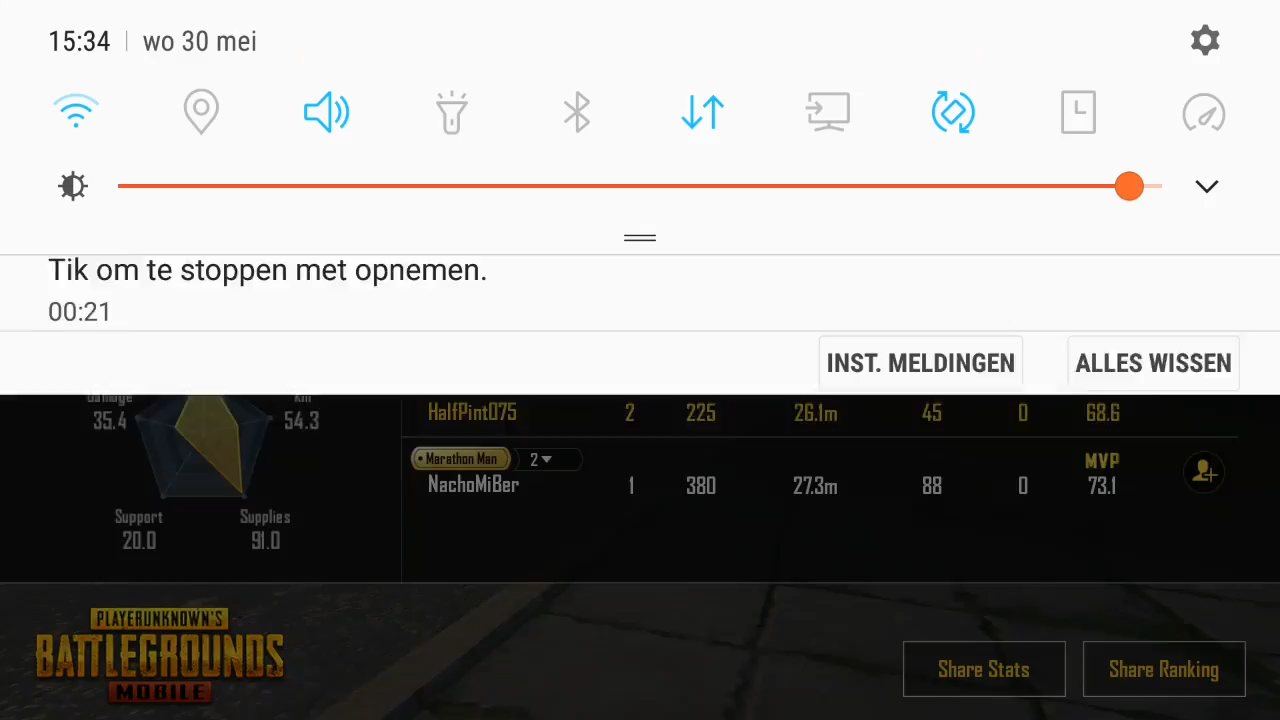 15:34 | wo 30 mei
Tik om te stoppen met opnemen.
00:21
INST. MELDINGEN ALLES WISSEN
35.4 54.3
Support Supplies
20.0 91.0
HalfPint075 2 225 26.1m 45 0 68.6
Marathon Man 2 MVP
NachoMiBer 1 380 27.3m 88 0 73.1
PLAYERUNKNOWN'S
BATTLEGROUNDS
MOBILE
Share Stats Share Ranking